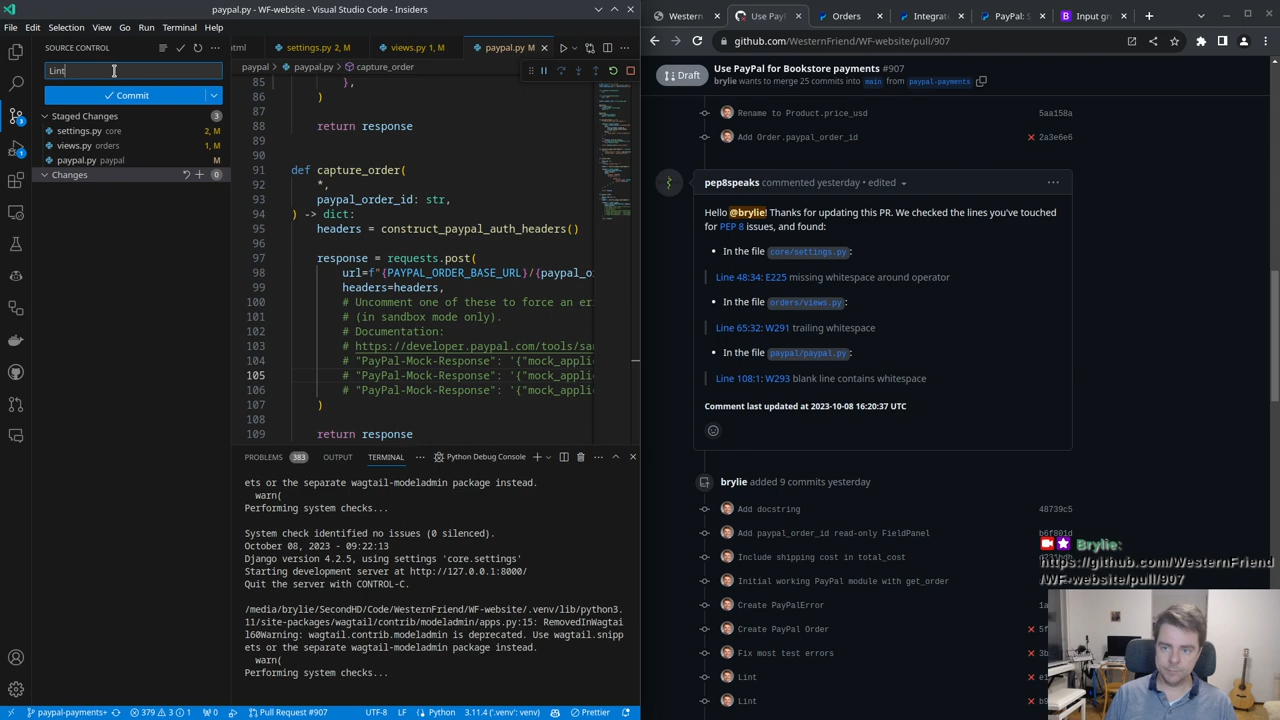 paypal.py - WF-website - Visual Studio Code - Insiders
File Edit Selection View Go Run Terminal Help
SOURCE CONTROL
Lint
Commit
Staged Changes 3
settings.py core 2, M
views.py orders 1, M
paypal.py paypal M
Changes 0
html settings.py 2, M views.py 1, M paypal.py M
paypal > paypal.py > capture_order
85 },
86 )
87
88 return response
89
90
91 def capture_order(
92 *,
93 paypal_order_id: str,
94 ) -> dict:
95 headers = construct_paypal_auth_headers()
96
97 response = requests.post(
98 url=f"{PAYPAL_ORDER_BASE_URL}/{paypal_o
99 headers=headers,
100 # Uncomment one of these to force an er
101 # (in sandbox mode only).
102 # Documentation:
103 # https://developer.paypal.com/tools/sa
104 # "PayPal-Mock-Response": '{"mock_appli
105 # "PayPal-Mock-Response": '{"mock_applic
106 # "PayPal-Mock-Response": '{"mock_applic
107 )
108
109 return response
PROBLEMS 383 OUTPUT TERMINAL Python Debug Console
ets or the separate wagtail-modeladmin package instead.
warn(
Performing system checks...
System check identified no issues (0 silenced).
October 08, 2023 - 09:22:13
Django version 4.2.5, using settings 'core.settings'
Starting development server at http://127.0.0.1:8000/
Quit the server with CONTROL-C.
/media/brylie/SecondHD/Code/WesternFriend/WF-website/.venv/lib/python3.
11/site-packages/wagtail/contrib/modeladmin/apps.py:15: RemovedInWagtai
l60Warning: wagtail.contrib.modeladmin is deprecated. Use wagtail.snipp
ets or the separate wagtail-modeladmin package instead.
warn(
Performing system checks...
paypal-payments+ 379 3 1 0 Pull Request #907 UTF-8 LF Python 3.11.4 ('.venv': venv) Prettier
Western Use PayP Orders Integrat PayPal: S Input gr
github.com/WesternFriend/WF-website/pull/907
Draft
Use PayPal for Bookstore payments #907
brylie wants to merge 25 commits into main from paypal-payments
Rename to Product.price_usd 5aa158a
Add Order.paypal_order_id 2a3e6e6
pep8speaks commented yesterday • edited
Hello @brylie! Thanks for updating this PR. We checked the lines you've touched
for PEP 8 issues, and found:
• In the file core/settings.py:
Line 48:34: E225 missing whitespace around operator
• In the file orders/views.py:
Line 65:32: W291 trailing whitespace
• In the file paypal/paypal.py:
Line 108:1: W293 blank line contains whitespace
Comment last updated at 2023-10-08 16:20:37 UTC
brylie added 9 commits yesterday
Add docstring 48739c5
Add paypal_order_id read-only FieldPanel b6f801d
Include shipping cost in total_cost
Initial working PayPal module with get_order
Create PayPalError
Create PayPal Order
Fix most test errors
Lint
Lint
Brylie:
https://github.com/WesternFriend
/WF-website/pull/907